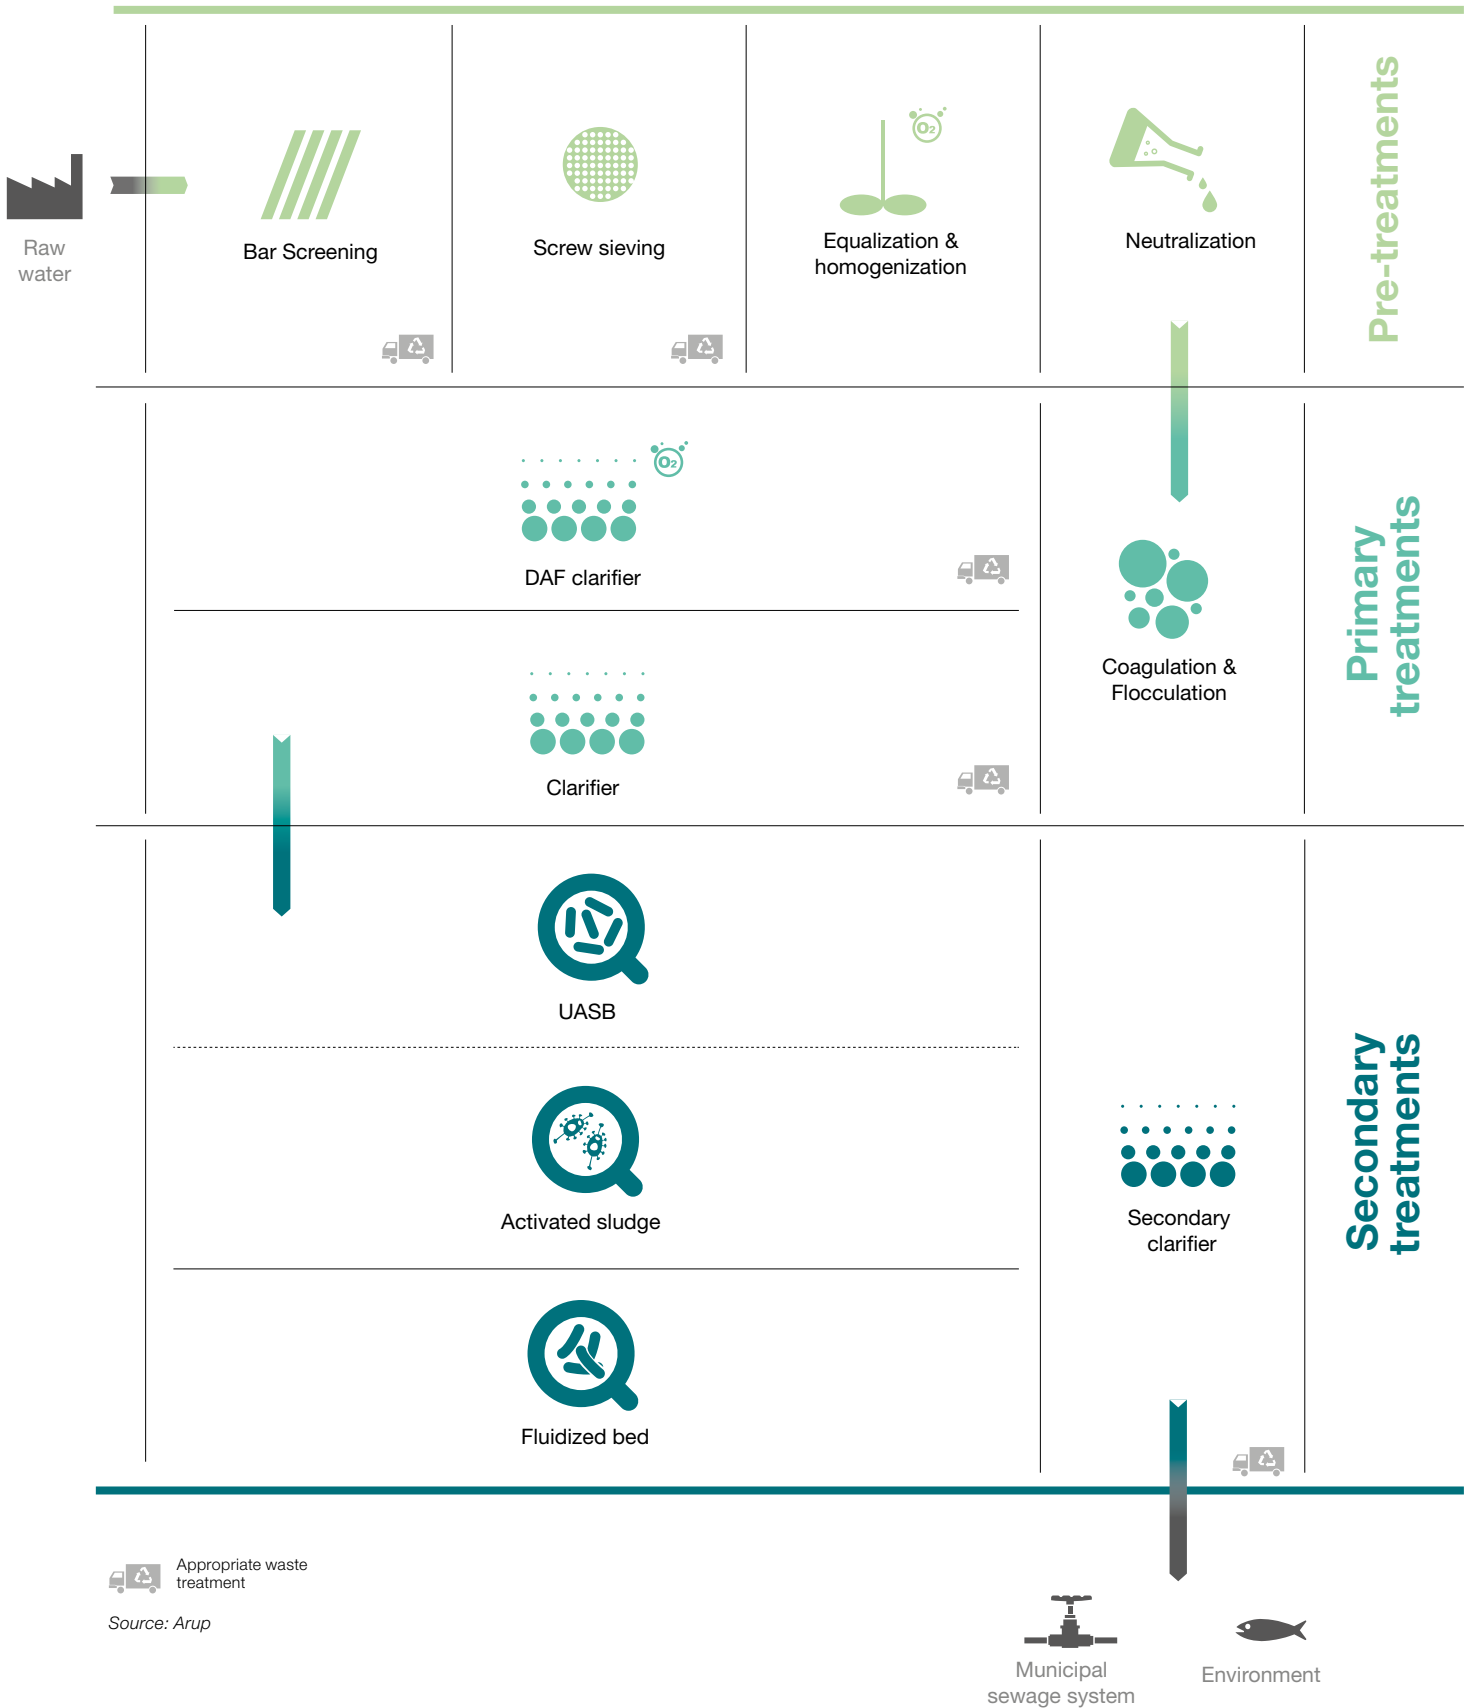 Raw
water
Bar Screening
Screw sieving
O2
Equalization &
homogenization
Neutralization
Pre-treatments
O2
DAF clarifier
Clarifier
Coagulation &
Flocculation
Primary
treatments
UASB
Activated sludge
Fluidized bed
Secondary
clarifier
Secondary
treatments
Appropriate waste
treatment
Source: Arup
Municipal
sewage system
Environment